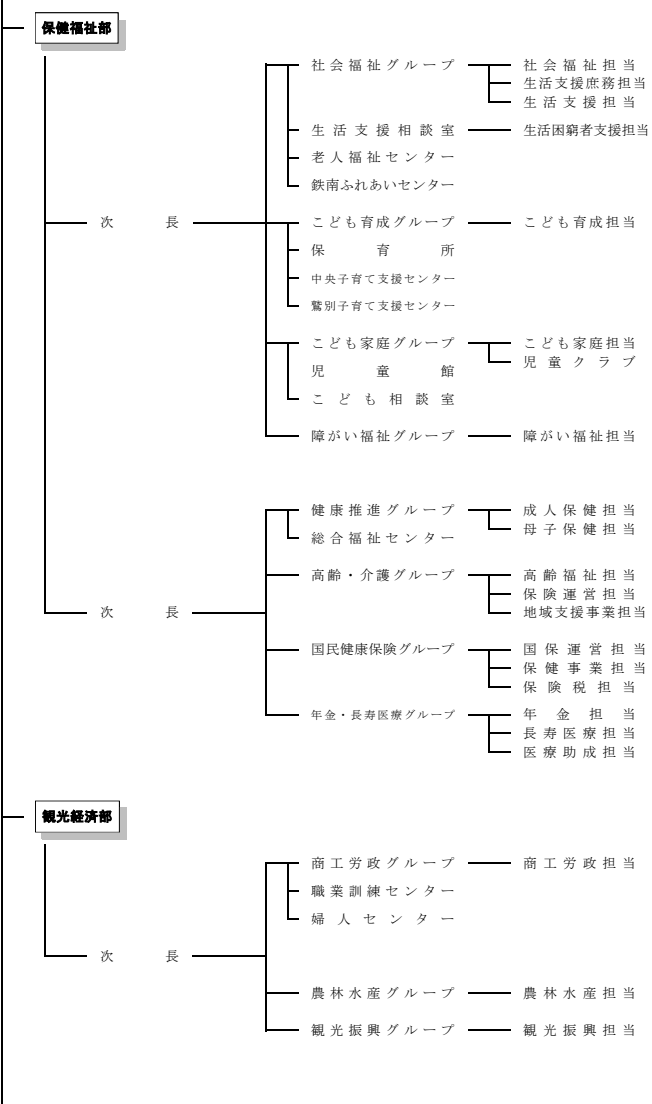 保健福祉部
社会福祉グループ 社会福祉担当
生活支援庶務担当
生活支援担当
生活支援相談室 生活困窮者支援担当
老人福祉センター
鉄南ふれあいセンター
次長 こども育成グループ こども育成担当
保育所
中央子育て支援センター
鷲別子育て支援センター
こども家庭グループ こども家庭担当
児童クラブ
児童館
こども相談室
障がい福祉グループ 障がい福祉担当
健康推進グループ 成人保健担当
母子保健担当
総合福祉センター
高齢・介護グループ 高齢福祉担当
保険運営担当
次長 地域支援事業担当
国民健康保険グループ 国保運営担当
保健事業担当
保険税担当
年金・長寿医療グループ 年金担当
長寿医療担当
医療助成担当
観光経済部
商工労政グループ 商工労政担当
職業訓練センター
婦人センター
次長
農林水産グループ 農林水産担当
観光振興グループ 観光振興担当